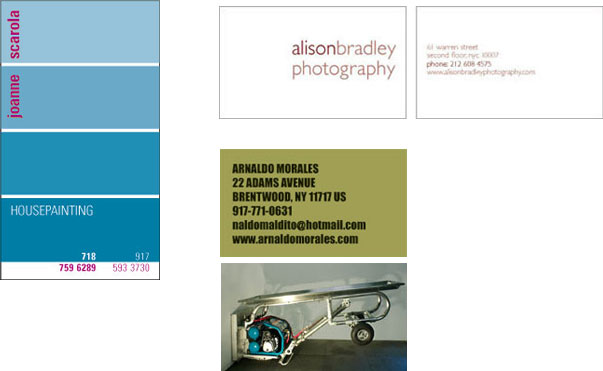 joanne scarola
HOUSEPAINTING
718 917
759 6289 593 3730
alisonbradley
photography
61 warren street
second floor, nyc 10007
phone: 212 608 4575
www.alisonbradleyphotography.com
ARNALDO MORALES
22 ADAMS AVENUE
BRENTWOOD, NY 11717 US
917-771-0631
naldomaldito@hotmail.com
www.arnaldomorales.com